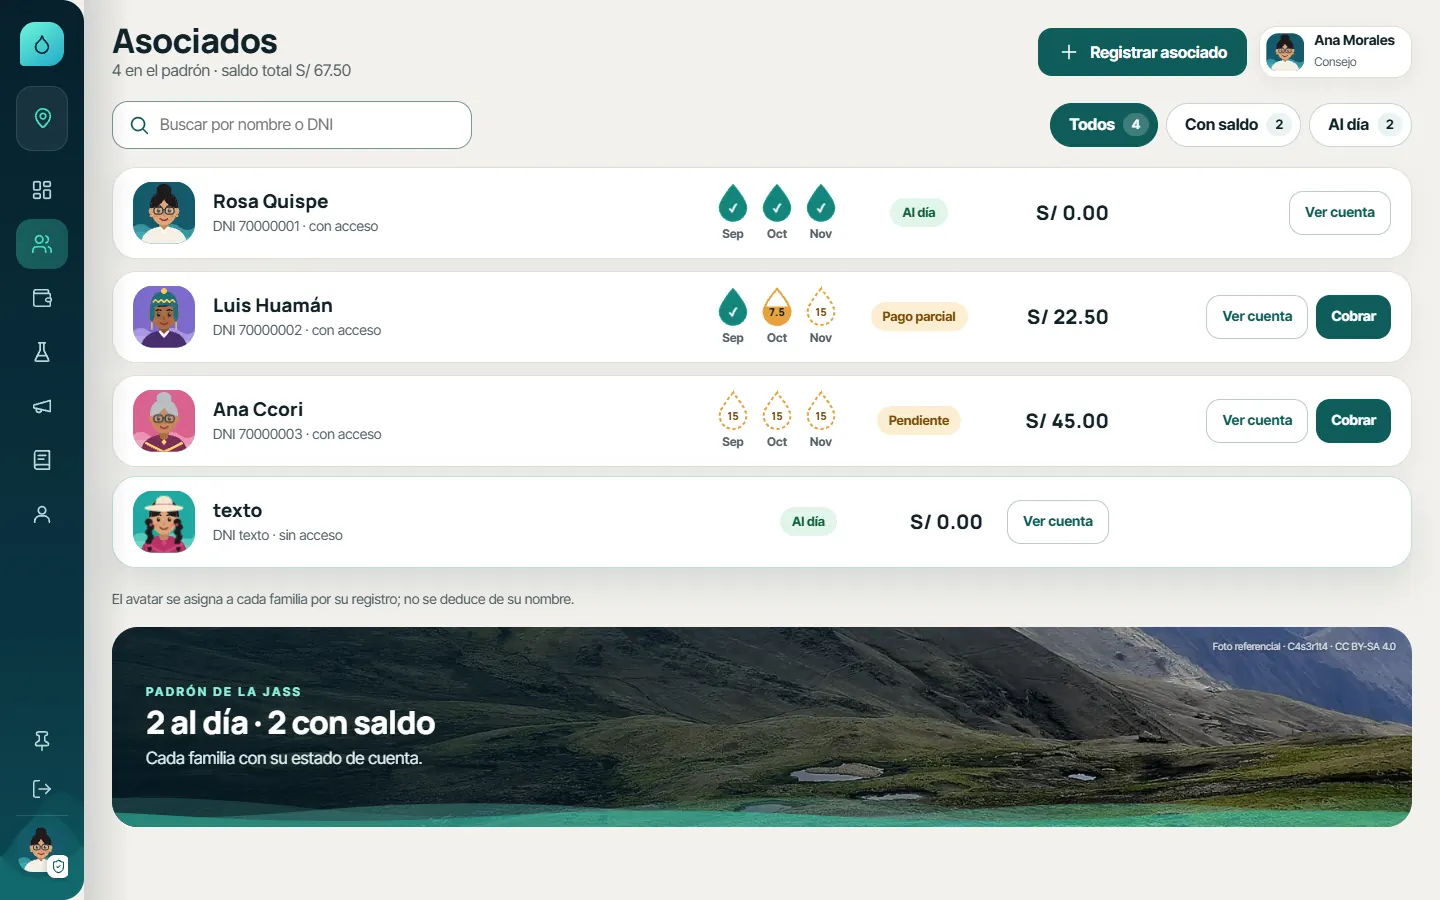 Asociados
4 en el padrón · saldo total S/ 67.50
Registrar asociado
Ana Morales
Consejo
Buscar por nombre o DNI
Todos 4
Con saldo 2
Al día 2
Rosa Quispe
DNI 70000001 · con acceso
Sep Oct Nov
Al día
S/ 0.00
Ver cuenta
Luis Huamán
DNI 70000002 · con acceso
7.5 15
Sep Oct Nov
Pago parcial
S/ 22.50
Ver cuenta
Cobrar
Ana Ccori
DNI 70000003 · con acceso
15 15 15
Sep Oct Nov
Pendiente
S/ 45.00
Ver cuenta
Cobrar
texto
DNI texto · sin acceso
Al día
S/ 0.00
Ver cuenta
El avatar se asigna a cada familia por su registro; no se deduce de su nombre.
Foto referencial · C4s3r1t4 · CC BY-SA 4.0
PADRÓN DE LA JASS
2 al día · 2 con saldo
Cada familia con su estado de cuenta.